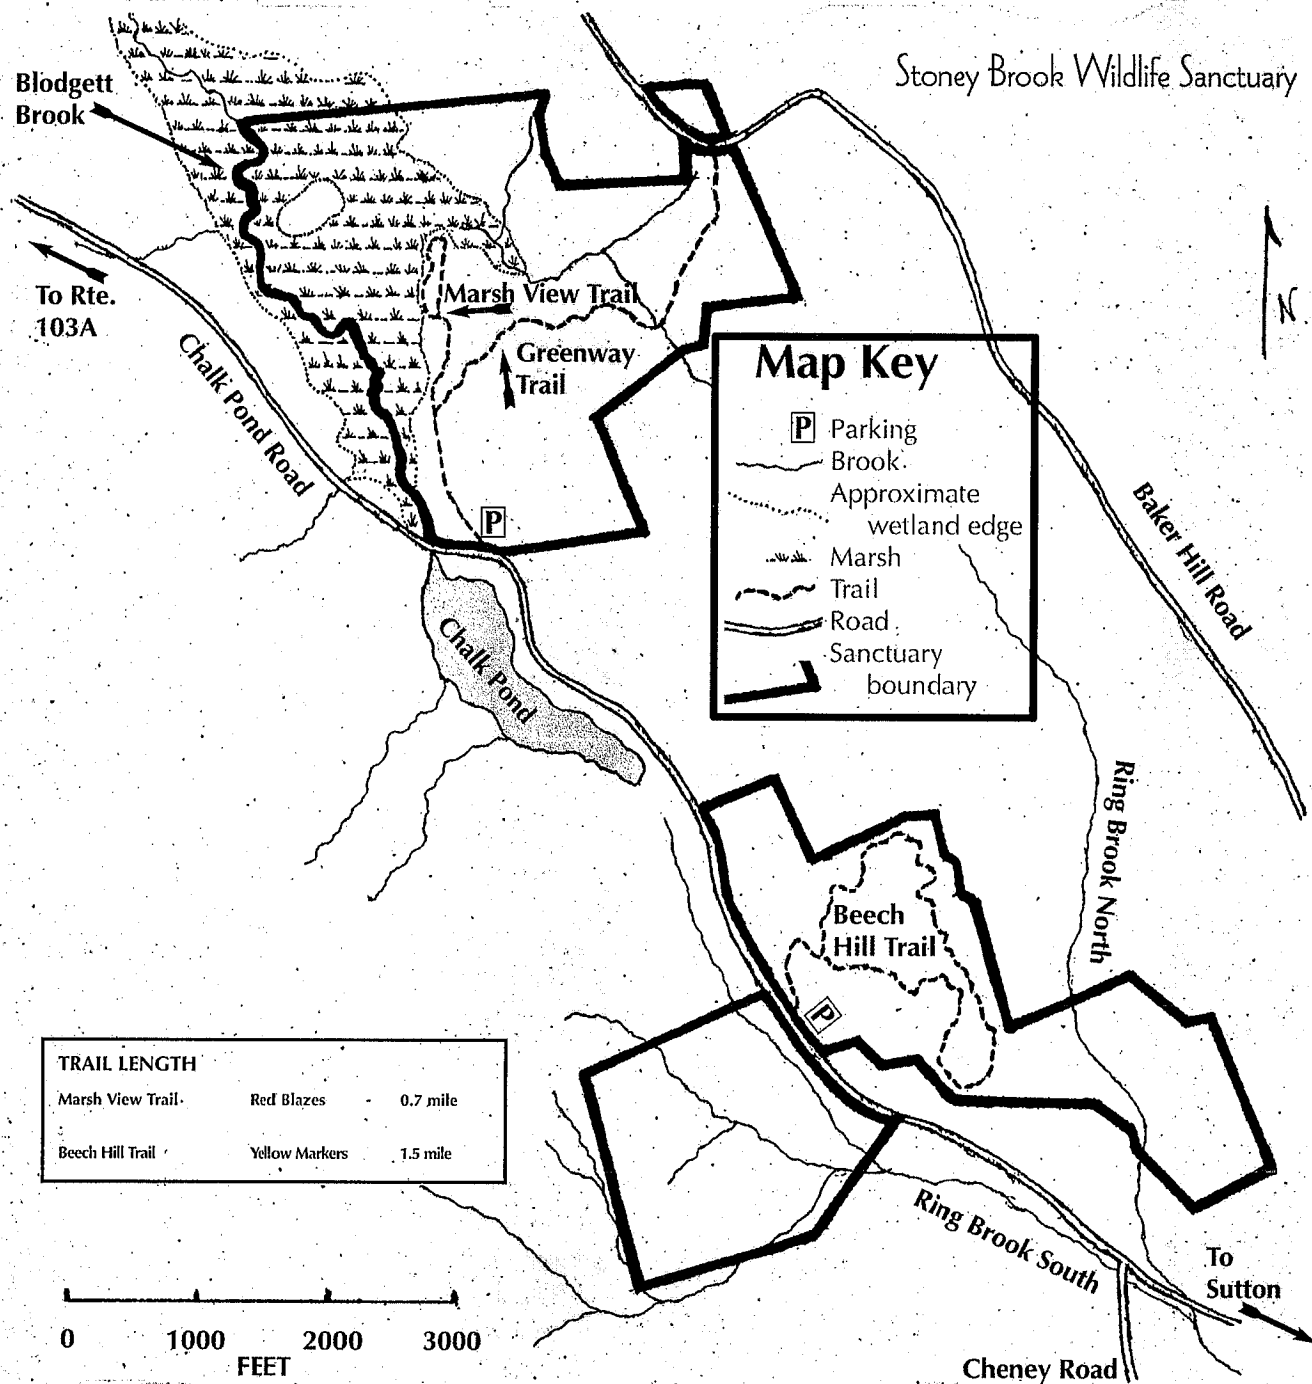 Stoney Brook Wildlife Sanctuary
Blodgett
Brook
To Rte.
103A
Chalk Pond Road
Marsh View Trail
Greenway
Trail
N.
Map Key
P Parking
Brook
Approximate
wetland edge
Marsh
Trail
Road
Sanctuary
boundary
Baker Hill Road
P
Chalk Pond
Ring Brook North
Beech
Hill Trail
P
TRAIL LENGTH
Marsh View Trail Red Blazes - 0.7 mile
Beech Hill Trail Yellow Markers 1.5 mile
Ring Brook South
To
Sutton
0 1000 2000 3000
FEET
Cheney Road